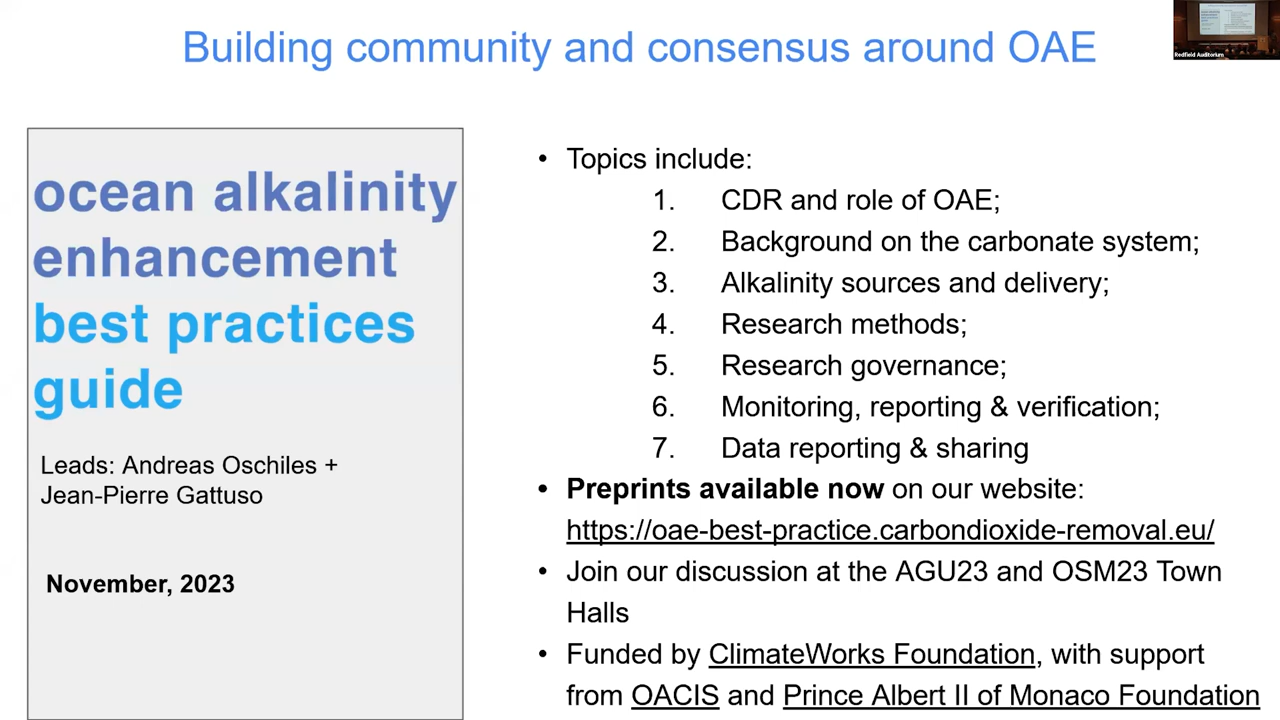 Building community and consensus around OAE
Redfield Auditorium
ocean alkalinity
enhancement
best practices
guide
Leads: Andreas Oschiles +
Jean-Pierre Gattuso
November, 2023
• Topics include:
1. CDR and role of OAE;
2. Background on the carbonate system;
3. Alkalinity sources and delivery;
4. Research methods;
5. Research governance;
6. Monitoring, reporting & verification;
7. Data reporting & sharing
• Preprints available now on our website:
https://oae-best-practice.carbondioxide-removal.eu/
• Join our discussion at the AGU23 and OSM23 Town
Halls
• Funded by ClimateWorks Foundation, with support
from OACIS and Prince Albert II of Monaco Foundation